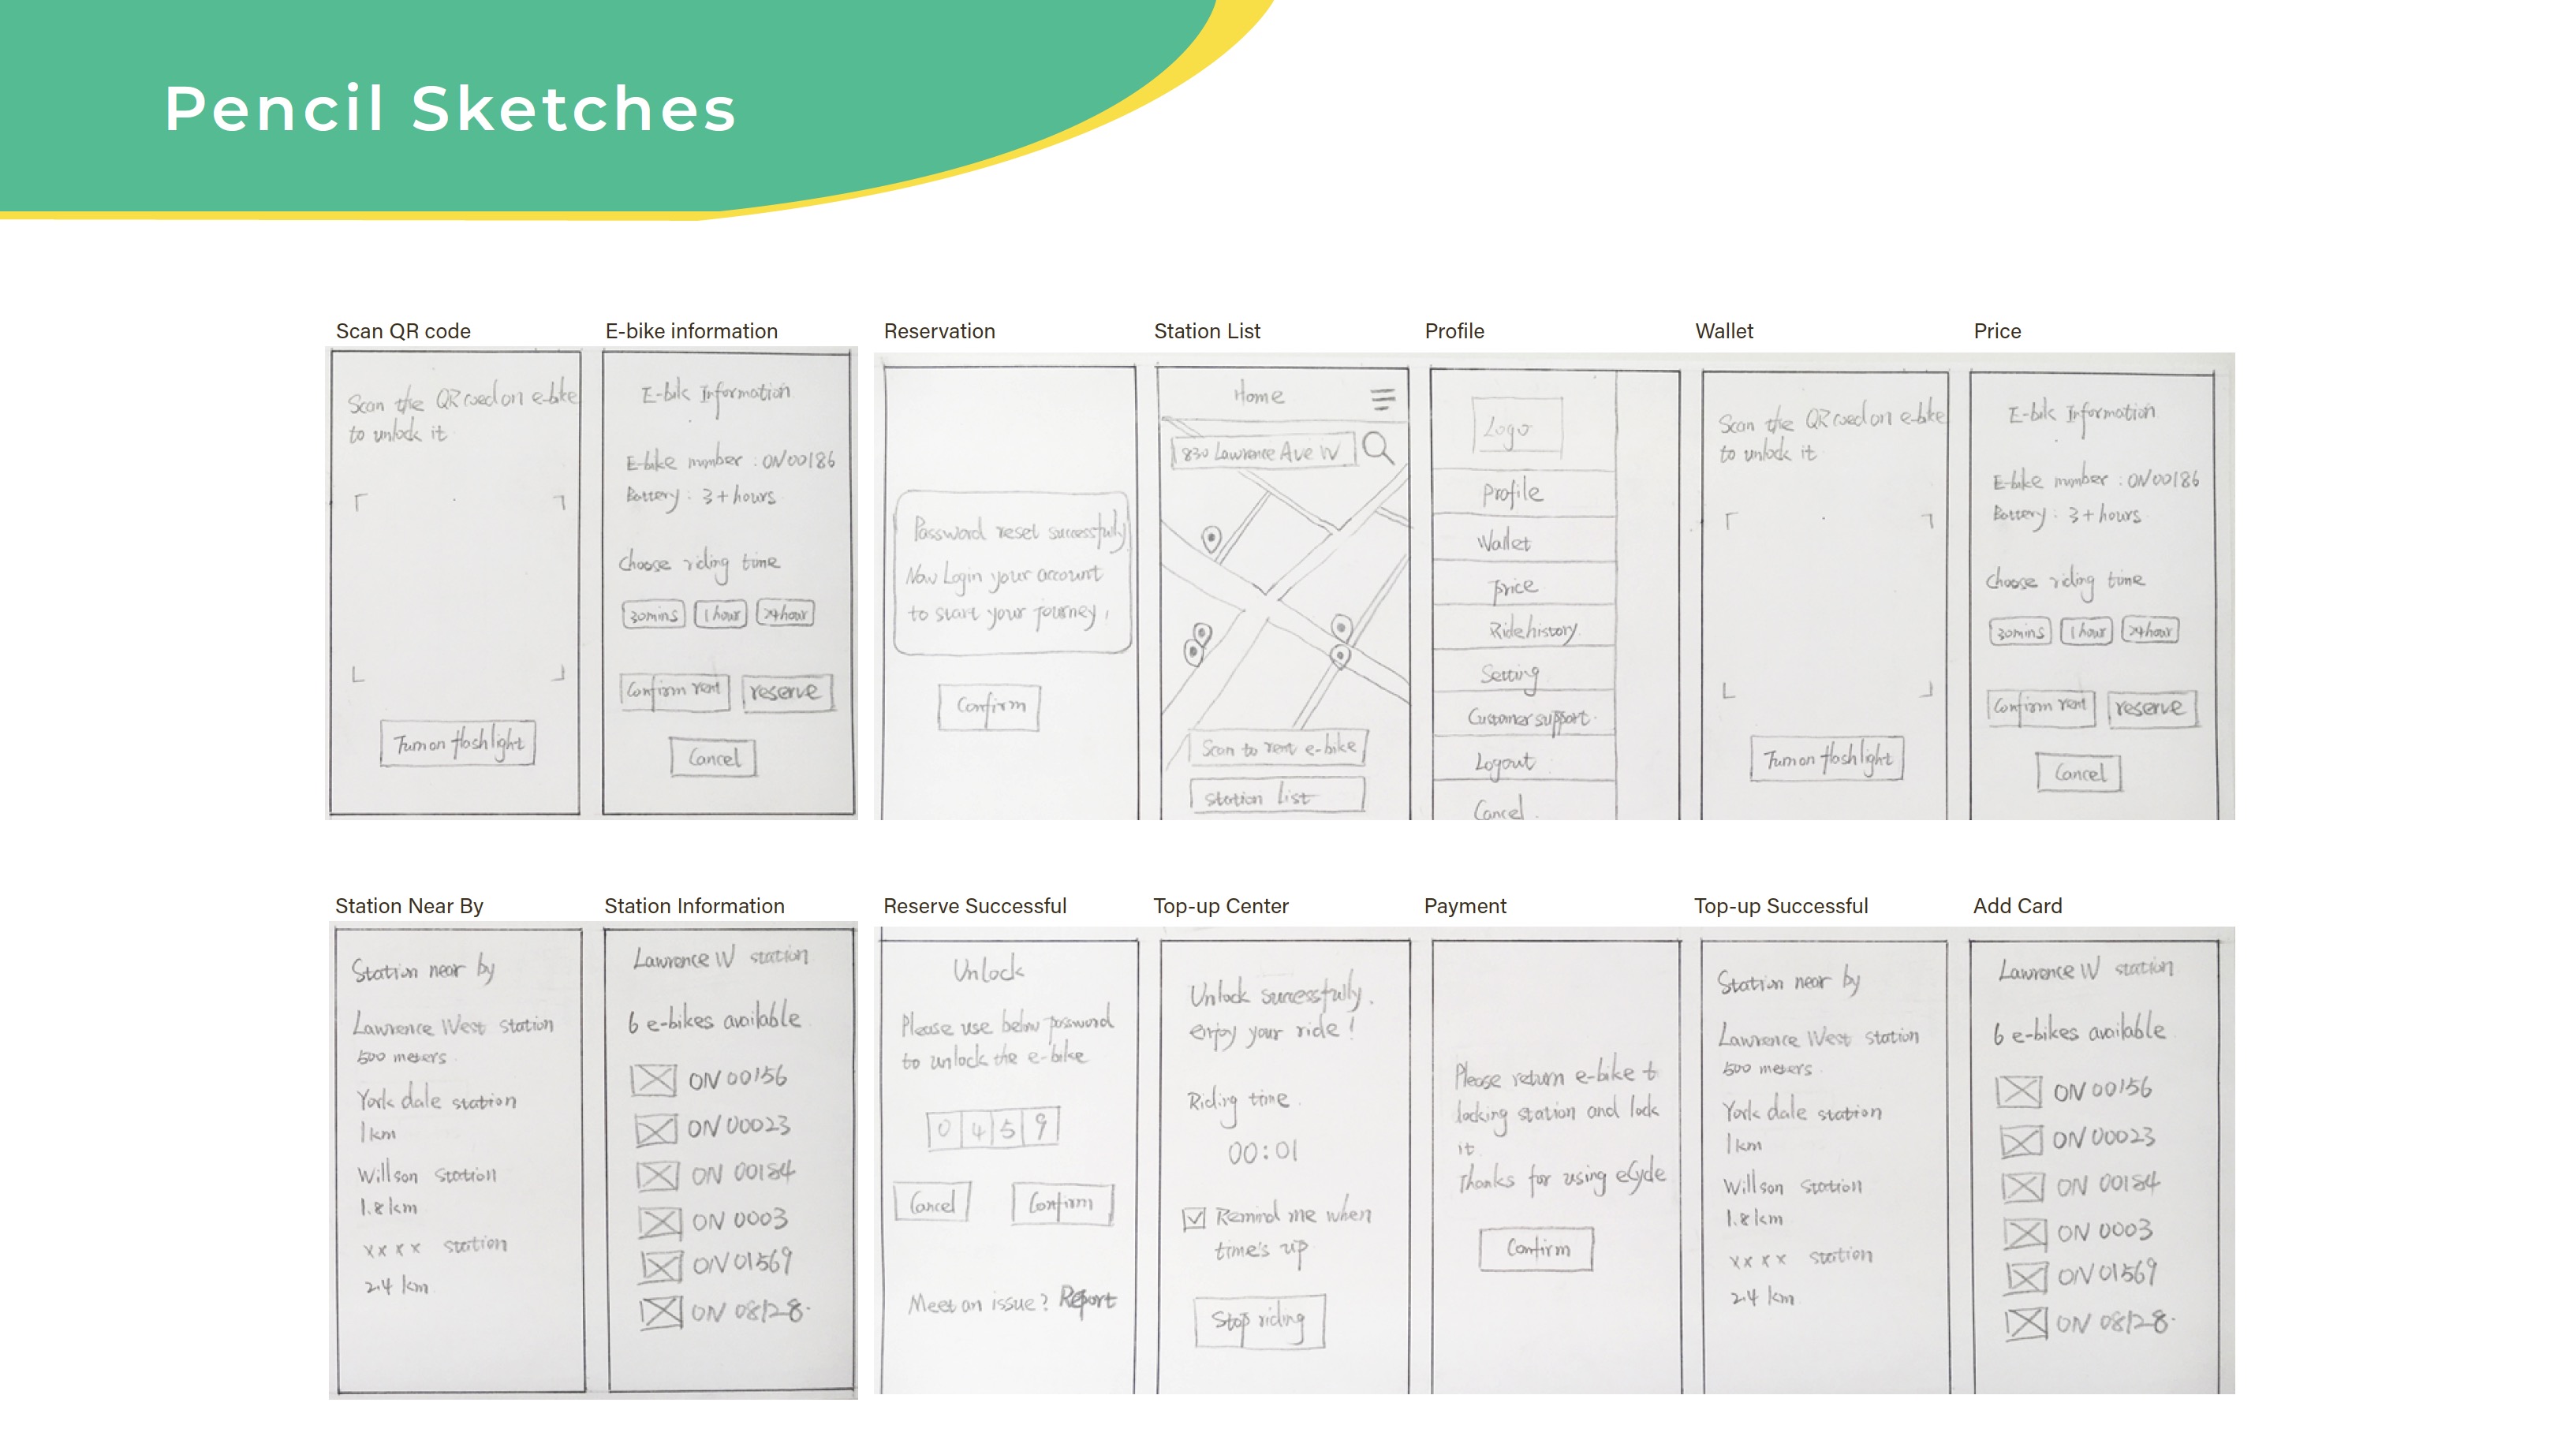 Pencil Sketches
Scan QR code
Scan the QR coed on e-bike
to unlock it
Turn on flashlight
E-bike information
E-bik Information
E-bike number : ON00186
Battery : 3+hours
Choose riding time
30mins 1hour 24hour
Confirm rent reserve
Cancel
Reservation
Password reset successfully
Now Login your account
to start your journey!
Confirm
Station List
Home
830 Lawrence Ave W
Scan to rent e-bike
Station List
Profile
Logo
Profile
Wallet
Price
Ride history
Setting
Customer support
Logout
Cancel
Wallet
Scan the QR coed on e-bike
to unlock it
Turn on flashlight
Price
E-bik Information
E-bike number : ON00186
Battery : 3+hours
Choose riding time
30mins 1hour 24hour
Confirm rent reserve
Cancel
Station Near By
Station near by
Lawrence West station
500 meters
York dale station
1km
Willson Station
1.8km
xxxx station
2.4 km
Station Information
Lawrence W station
6 e-bikes available
ON 00156
ON 00023
ON 00184
ON 0003
ON 01569
ON 08128
Reserve Successful
Unlock
Please use below password
to unlock the e-bike
0 4 5 9
Cancel Confirm
Meet an issue? Report
Top-up Center
Unlock successfully.
enjoy your ride!
Riding time
00:01
Remind me when
time's up
Stop riding
Payment
Please return e-bike t
locking station and lock
it.
Thanks for using eCycle
Confirm
Top-up Successful
Station near by
Lawrence West station
500 meters
York dale station
1km
Willson Station
1.8km
xxxx station
2.4 km
Add Card
Lawrence W station
6 e-bikes available
ON 00156
ON 00023
ON 00184
ON 0003
ON 01569
ON 08128